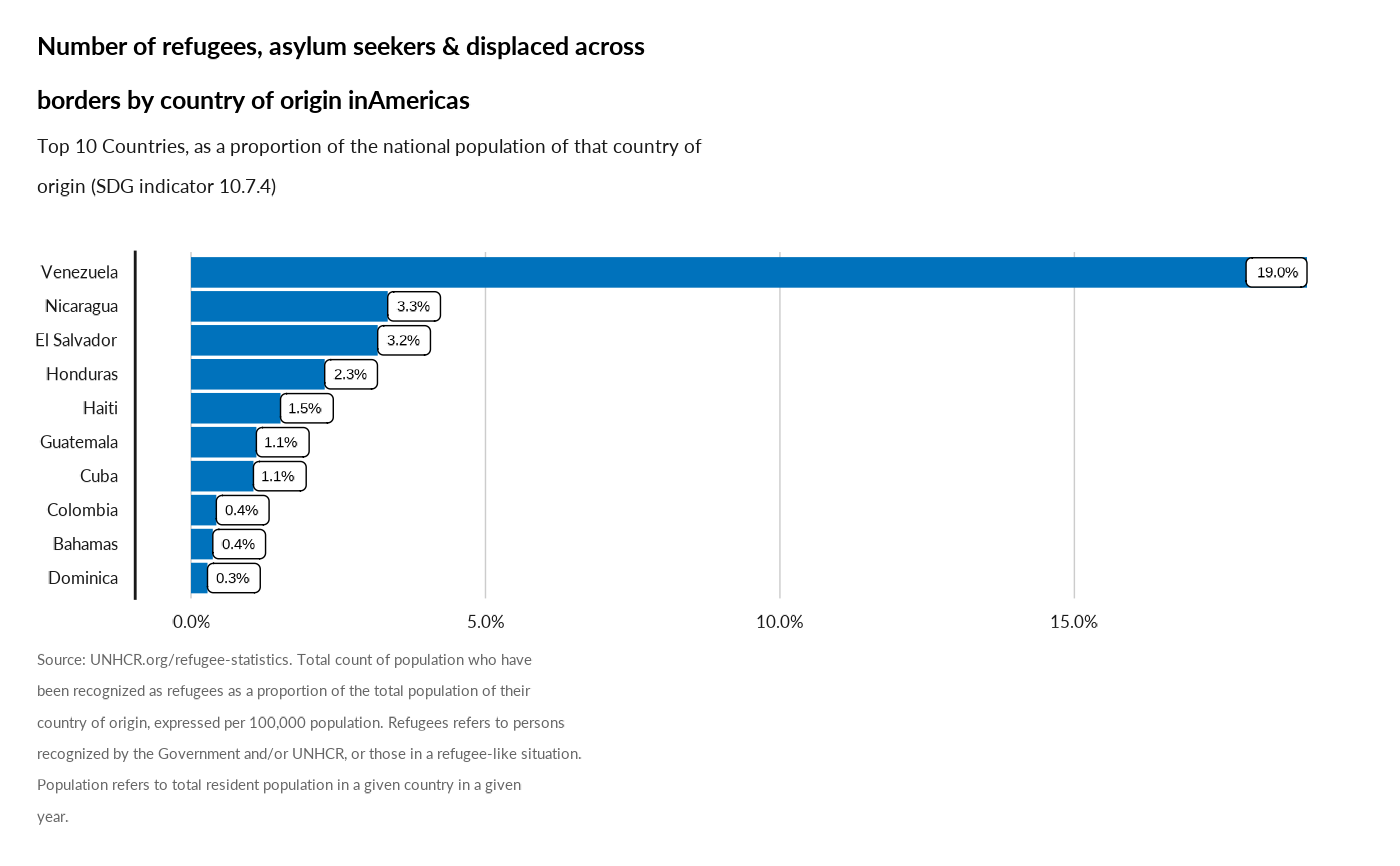 Number of refugees, asylum seekers & displaced across
borders by country of origin inAmericas
Top 10 Countries, as a proportion of the national population of that country of
origin (SDG indicator 10.7.4)
Venezuela 19.0%
Nicaragua 3.3%
El Salvador 3.2%
Honduras 2.3%
Haiti 1.5%
Guatemala 1.1%
Cuba 1.1%
Colombia 0.4%
Bahamas 0.4%
Dominica 0.3%
0.0% 5.0% 10.0% 15.0%
Source: UNHCR.org/refugee-statistics. Total count of population who have
been recognized as refugees as a proportion of the total population of their
country of origin, expressed per 100,000 population. Refugees refers to persons
recognized by the Government and/or UNHCR, or those in a refugee-like situation.
Population refers to total resident population in a given country in a given
year.